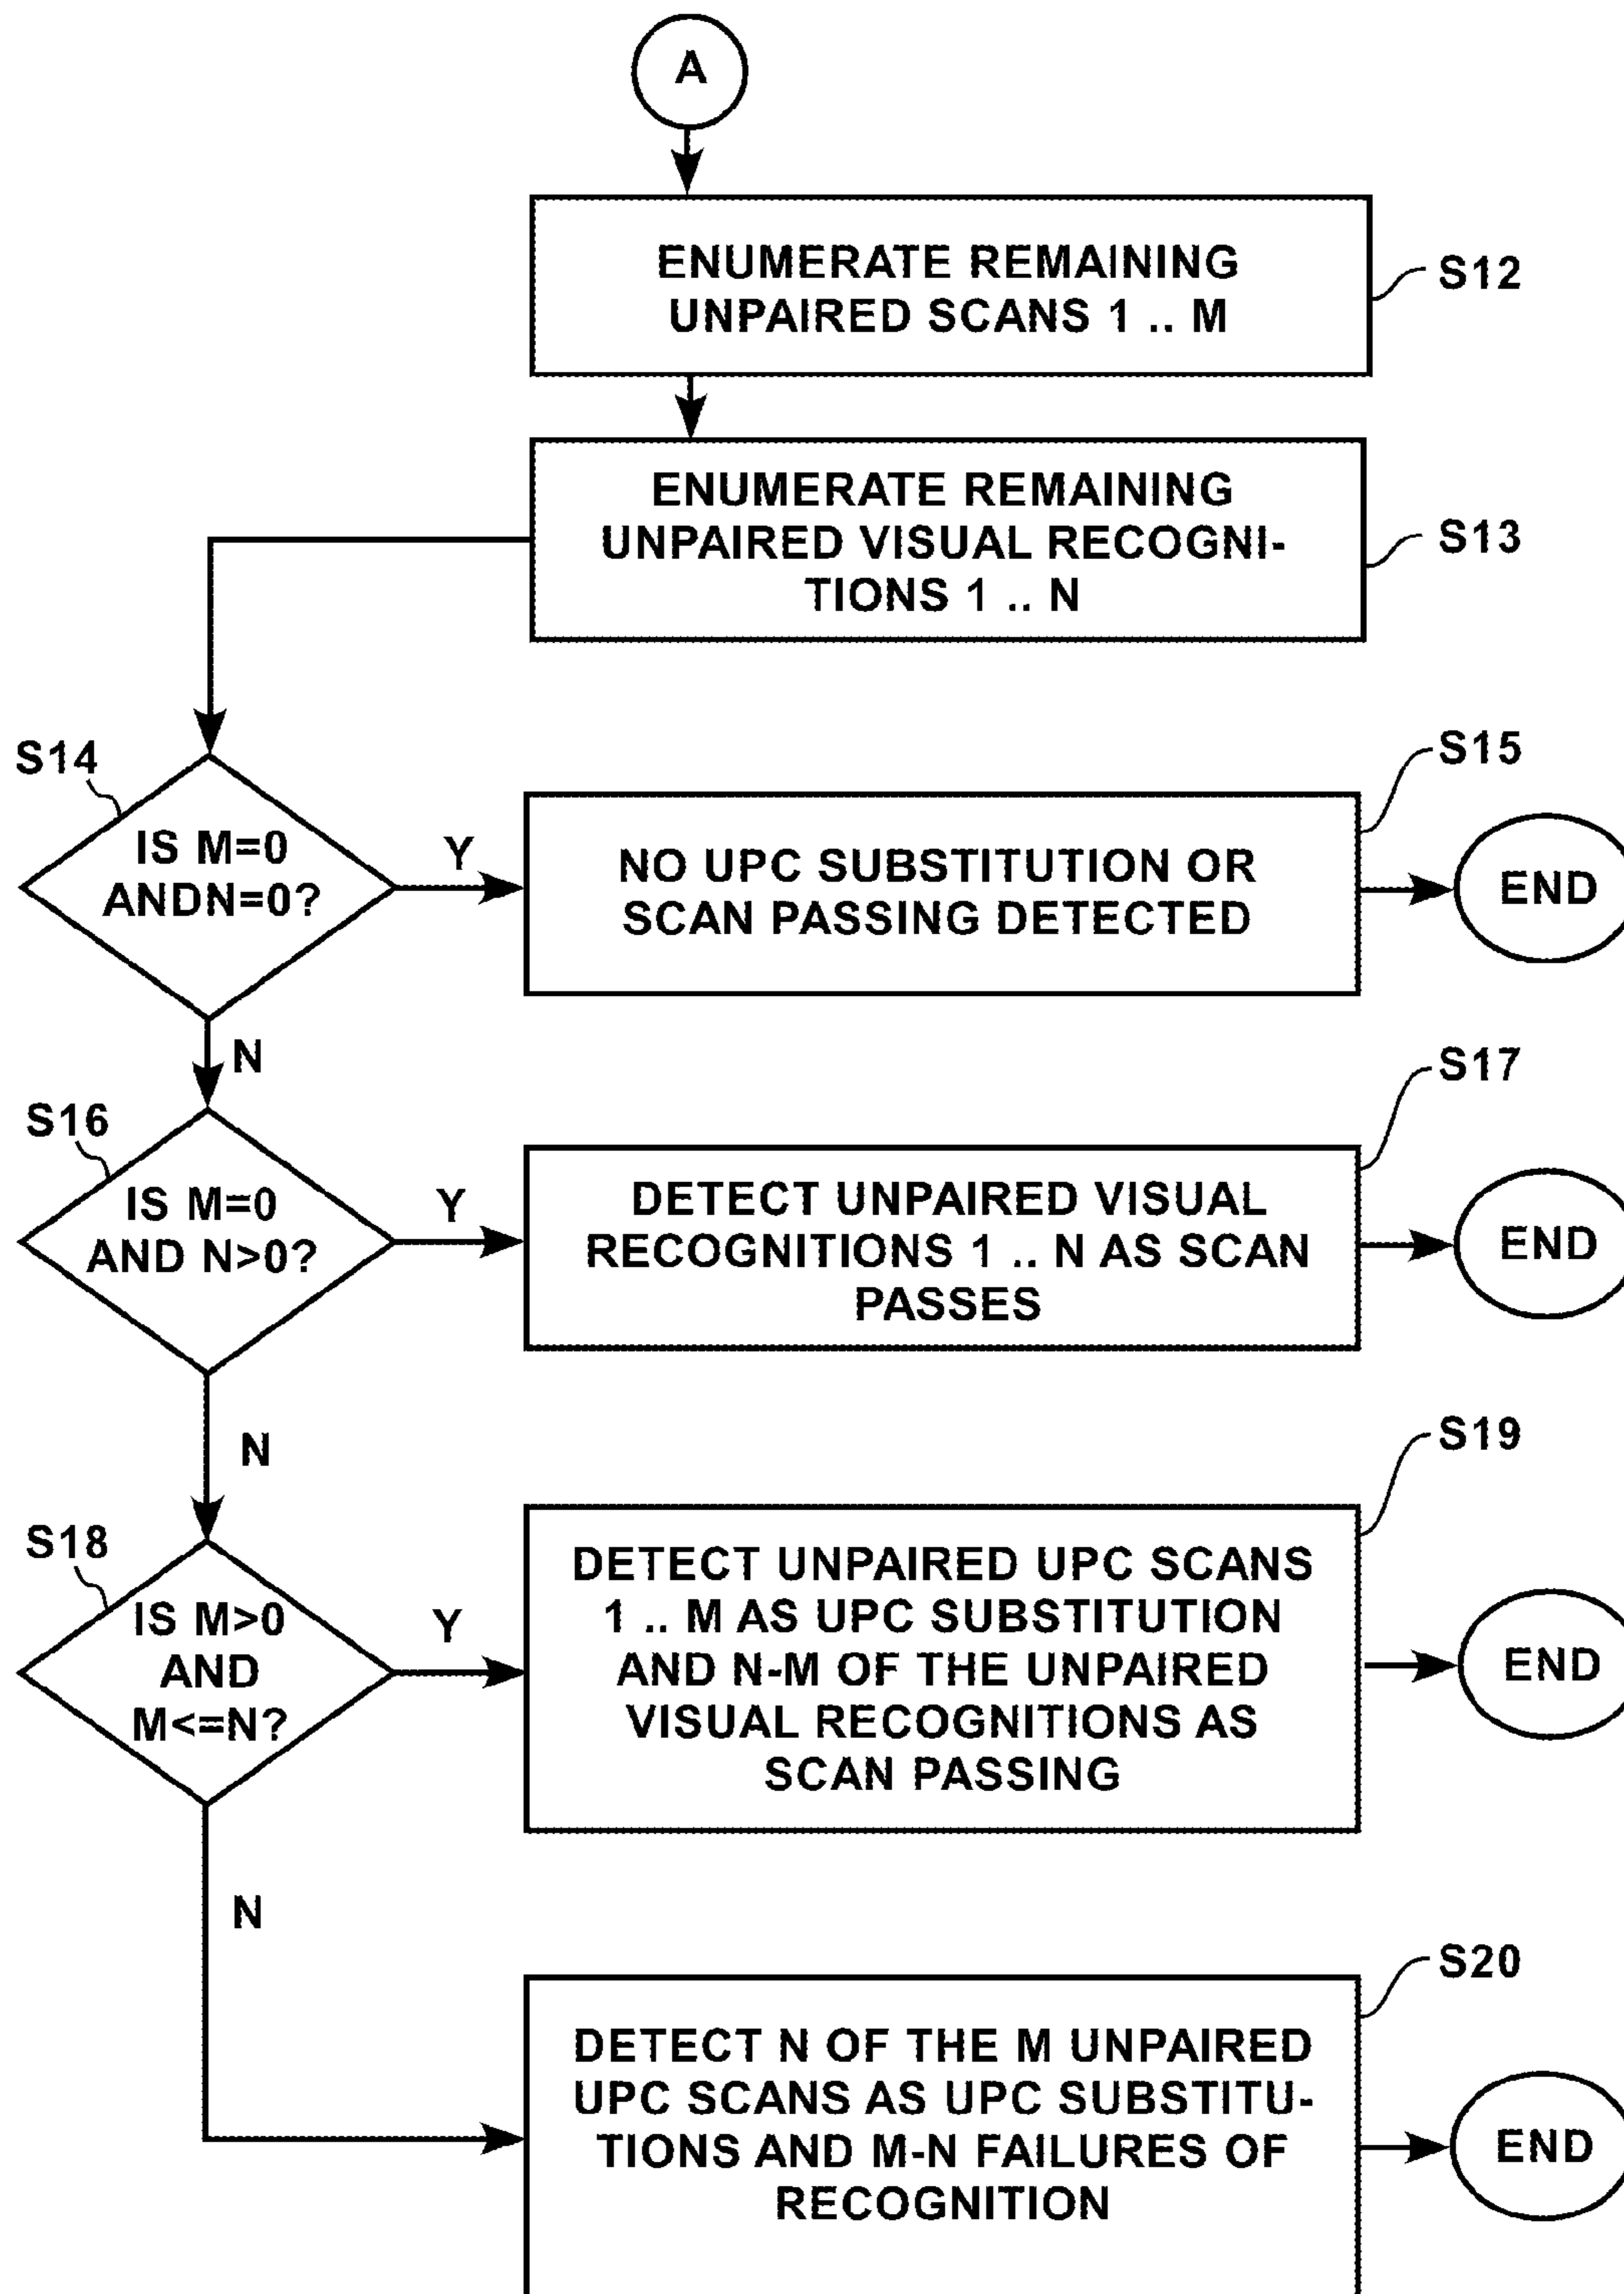 A
ENUMERATE REMAINING
UNPAIRED SCANS 1 .. M
S12
ENUMERATE REMAINING
UNPAIRED VISUAL RECOGNI-
TIONS 1 .. N
S13
S14
IS M=0
ANDN=0?
Y
N
S15
NO UPC SUBSTITUTION OR
SCAN PASSING DETECTED
END
S16
IS M=0
AND N>0?
Y
N
S17
DETECT UNPAIRED VISUAL
RECOGNITIONS 1 .. N AS SCAN
PASSES
END
S18
IS M>0
AND
M<=N?
Y
N
S19
DETECT UNPAIRED UPC SCANS
1 .. M AS UPC SUBSTITUTION
AND N-M OF THE UNPAIRED
VISUAL RECOGNITIONS AS
SCAN PASSING
END
S20
DETECT N OF THE M UNPAIRED
UPC SCANS AS UPC SUBSTITU-
TIONS AND M-N FAILURES OF
RECOGNITION
END